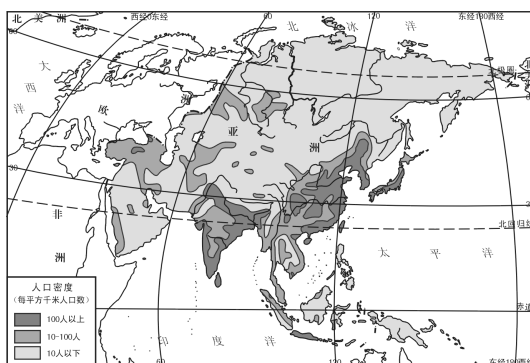 北 美 洲
西经0东经
60
北 冰 洋
120
东经180西经
60
极圈
大 西 洋
欧 洲
亚 洲
30
非 洲
北回归线
太 平 洋
赤道
印 度 洋
60
120
东经180西经
人口密度
(每平方千米人口数)
100人以上
10-100人
10人以下